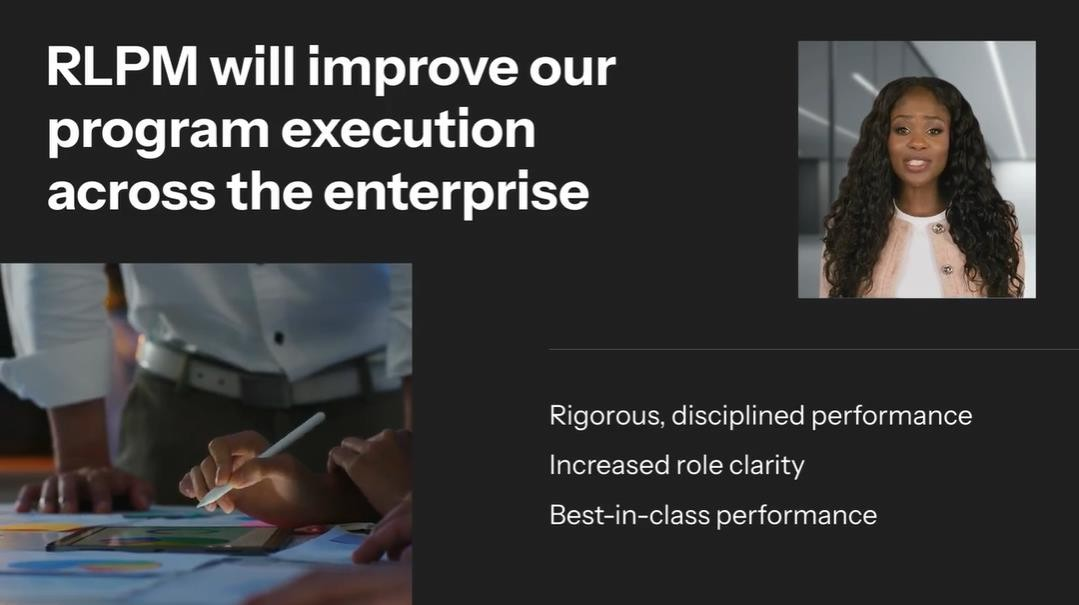 RLPM will improve our
program execution
across the enterprise
Rigorous, disciplined performance
Increased role clarity
Best-in-class performance